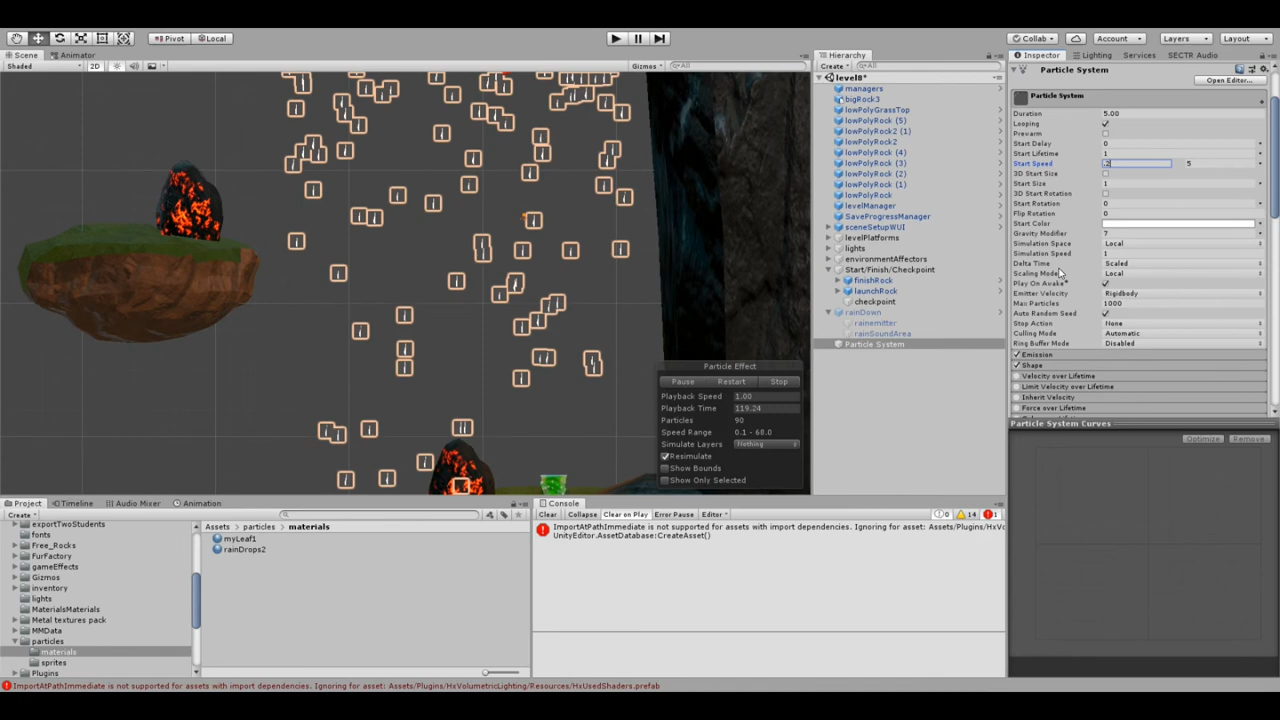 Pivot Local Collab Account Layers Layout
Scene Animator Hierarchy Inspector Lighting Services SECTR Audio
Shaded 2D Gizmos All Create All
Particle System
Open Editor...
Particle System
Duration 5.00
Looping
Prewarm
Start Delay 0
Start Lifetime 1
Start Speed .2 5
3D Start Size
Start Size 1
3D Start Rotation
Start Rotation 0
Flip Rotation 0
Start Color
Gravity Modifier 7
Simulation Space Local
Simulation Speed 1
Delta Time Scaled
Scaling Mode Local
Play On Awake*
Emitter Velocity Rigidbody
Max Particles 1000
Auto Random Seed
Stop Action None
Culling Mode Automatic
Ring Buffer Mode Disabled
Emission
Shape
Velocity over Lifetime
Limit Velocity over Lifetime
Inherit Velocity
Force over Lifetime
Particle System Curves
Optimize Remove
level8*
managers
bigRock3
lowPolyGrassTop
lowPolyRock (5)
lowPolyRock2 (1)
lowPolyRock2
lowPolyRock (4)
lowPolyRock (3)
lowPolyRock (2)
lowPolyRock (1)
lowPolyRock
levelManager
SaveProgressManager
sceneSetupWUI
levelPlatforms
lights
environmentAffectors
Start/Finish/Checkpoint
finishRock
launchRock
checkpoint
rainDown
rainemitter
rainSoundArea
Particle System
Particle Effect
Pause Restart Stop
Playback Speed 1.00
Playback Time 119.24
Particles 90
Speed Range 0.1 - 68.0
Simulate Layers Nothing
Resimulate
Show Bounds
Show Only Selected
Project Timeline Audio Mixer Animation
Create
exportTwoStudents
fonts
Free_Rocks
FurFactory
gameEffects
Gizmos
inventory
lights
MaterialsMaterials
Metal textures pack
MMData
particles
materials
sprites
Plugins
Assets particles materials
myLeaf1
rainDrops2
Console
Clear Collapse Clear on Play Error Pause Editor 0 14 1
ImportAtPathImmediate is not supported for assets with import dependencies. Ignoring for asset: Assets/Plugins/HxVo
UnityEditor.AssetDatabase:CreateAsset()
ImportAtPathImmediate is not supported for assets with import dependencies. Ignoring for asset: Assets/Plugins/HxVolumetricLighting/Resources/HxUsedShaders.prefab